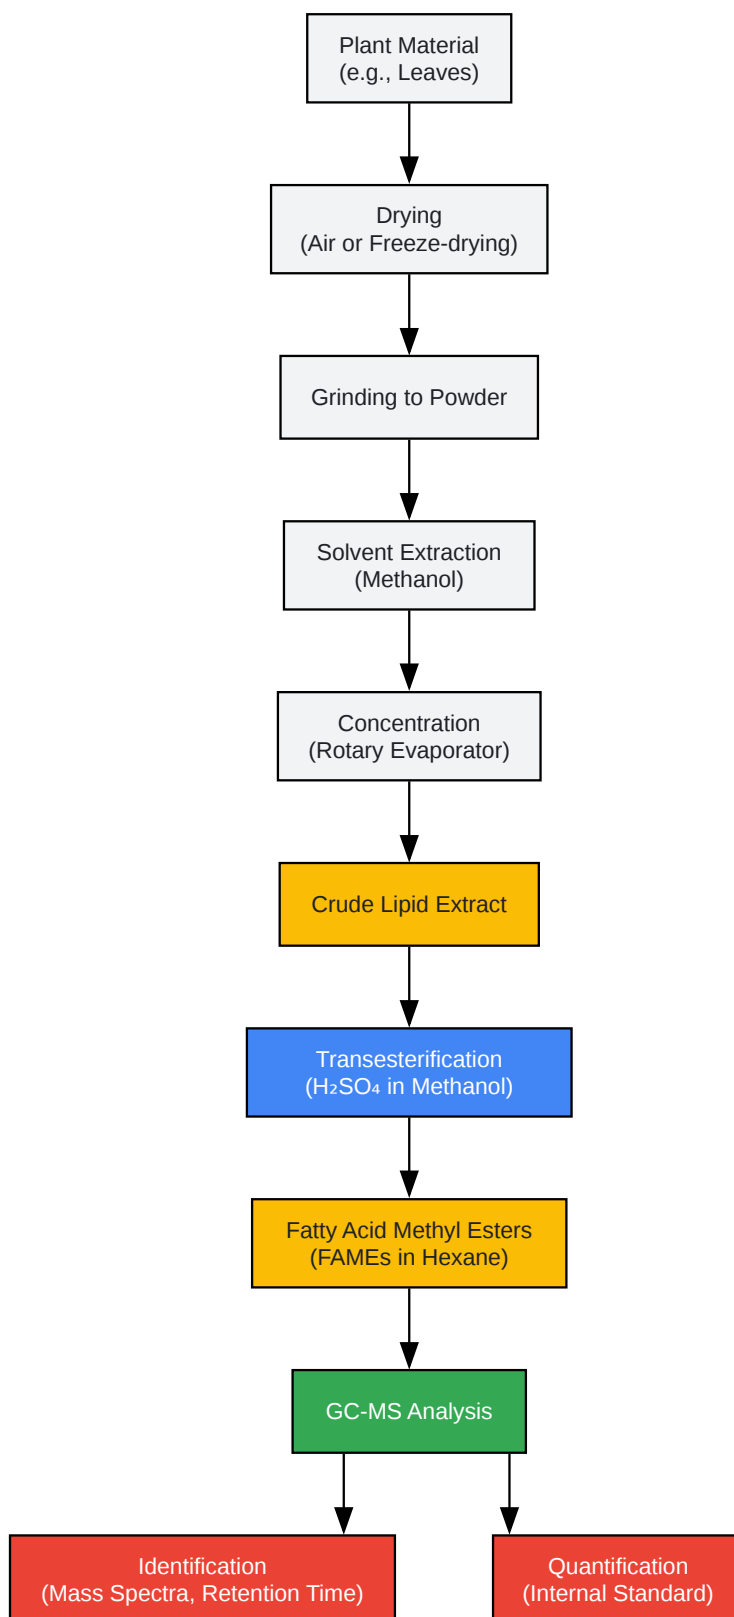 Plant Material
(e.g., Leaves)
Drying
(Air or Freeze-drying)
Grinding to Powder
Solvent Extraction
(Methanol)
Concentration
(Rotary Evaporator)
Crude Lipid Extract
Transesterification
(H₂SO₄ in Methanol)
Fatty Acid Methyl Esters
(FAMEs in Hexane)
GC-MS Analysis
Identification
(Mass Spectra, Retention Time)
Quantification
(Internal Standard)